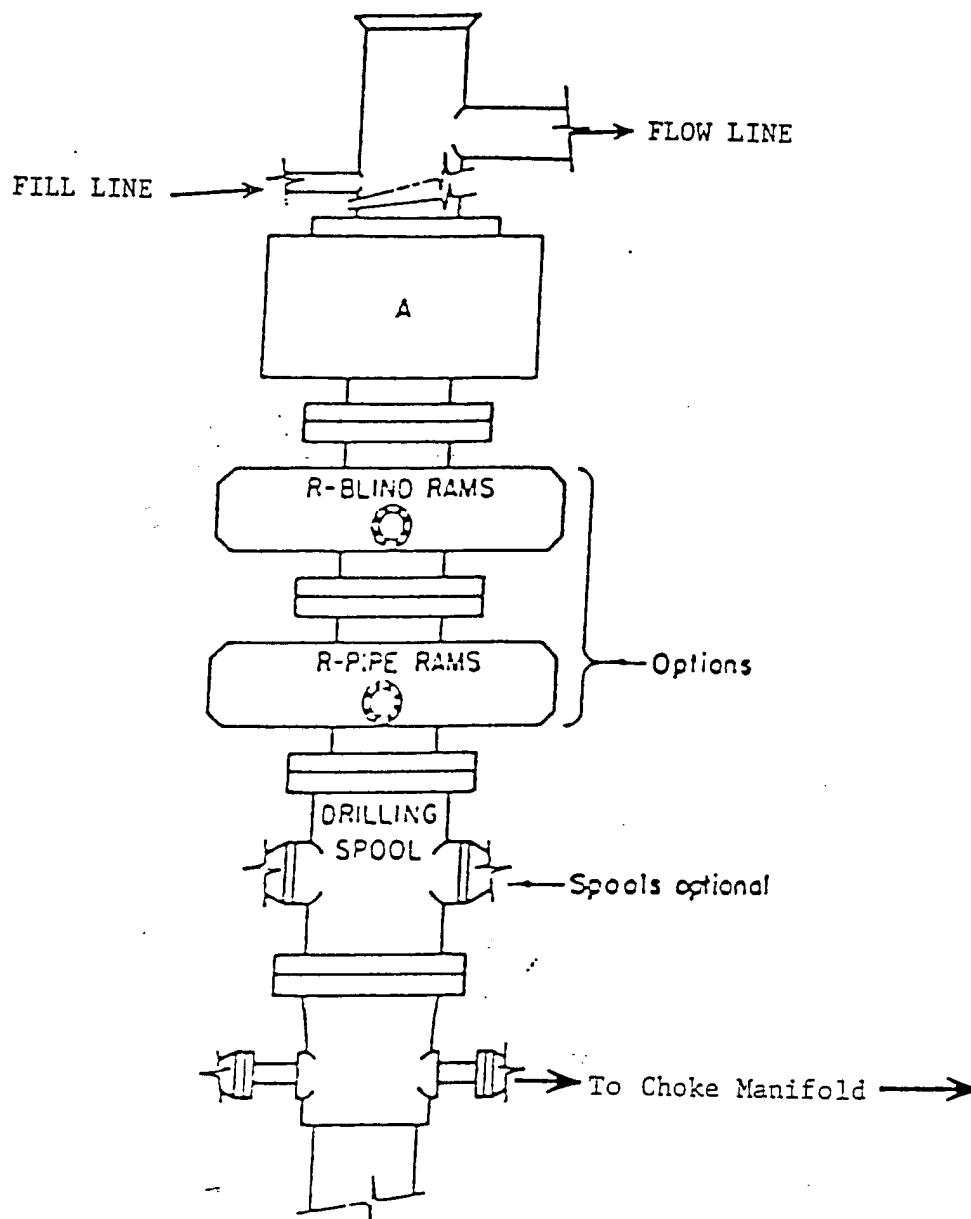 FLOW LINE
FILL LINE
A
R-BLIND RAMS
R-PIPE RAMS
Options
DRILLING
SPOOL
Spools optional
To Choke Manifold